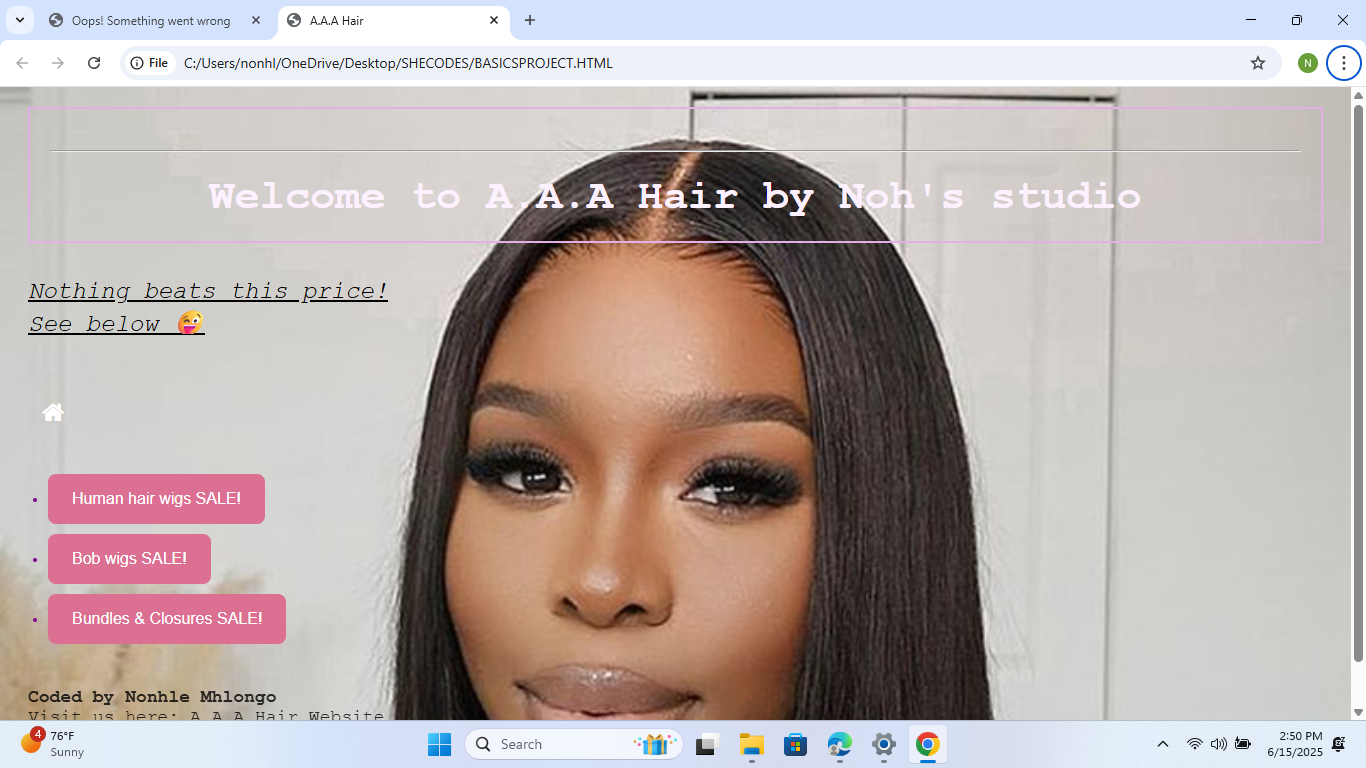 Oops! Something went wrong
A.A.A Hair
File
C:/Users/nonhl/OneDrive/Desktop/SHECODES/BASICSPROJECT.HTML
N
Welcome to A.A.A Hair by Noh's studio
Nothing beats this price!
See below 😜
Human hair wigs SALE!
Bob wigs SALE!
Bundles & Closures SALE!
Coded by Nonhle Mhlongo
Visit us here: A.A.A Hair Website
4
76°F
Sunny
Search
2:50 PM
6/15/2025